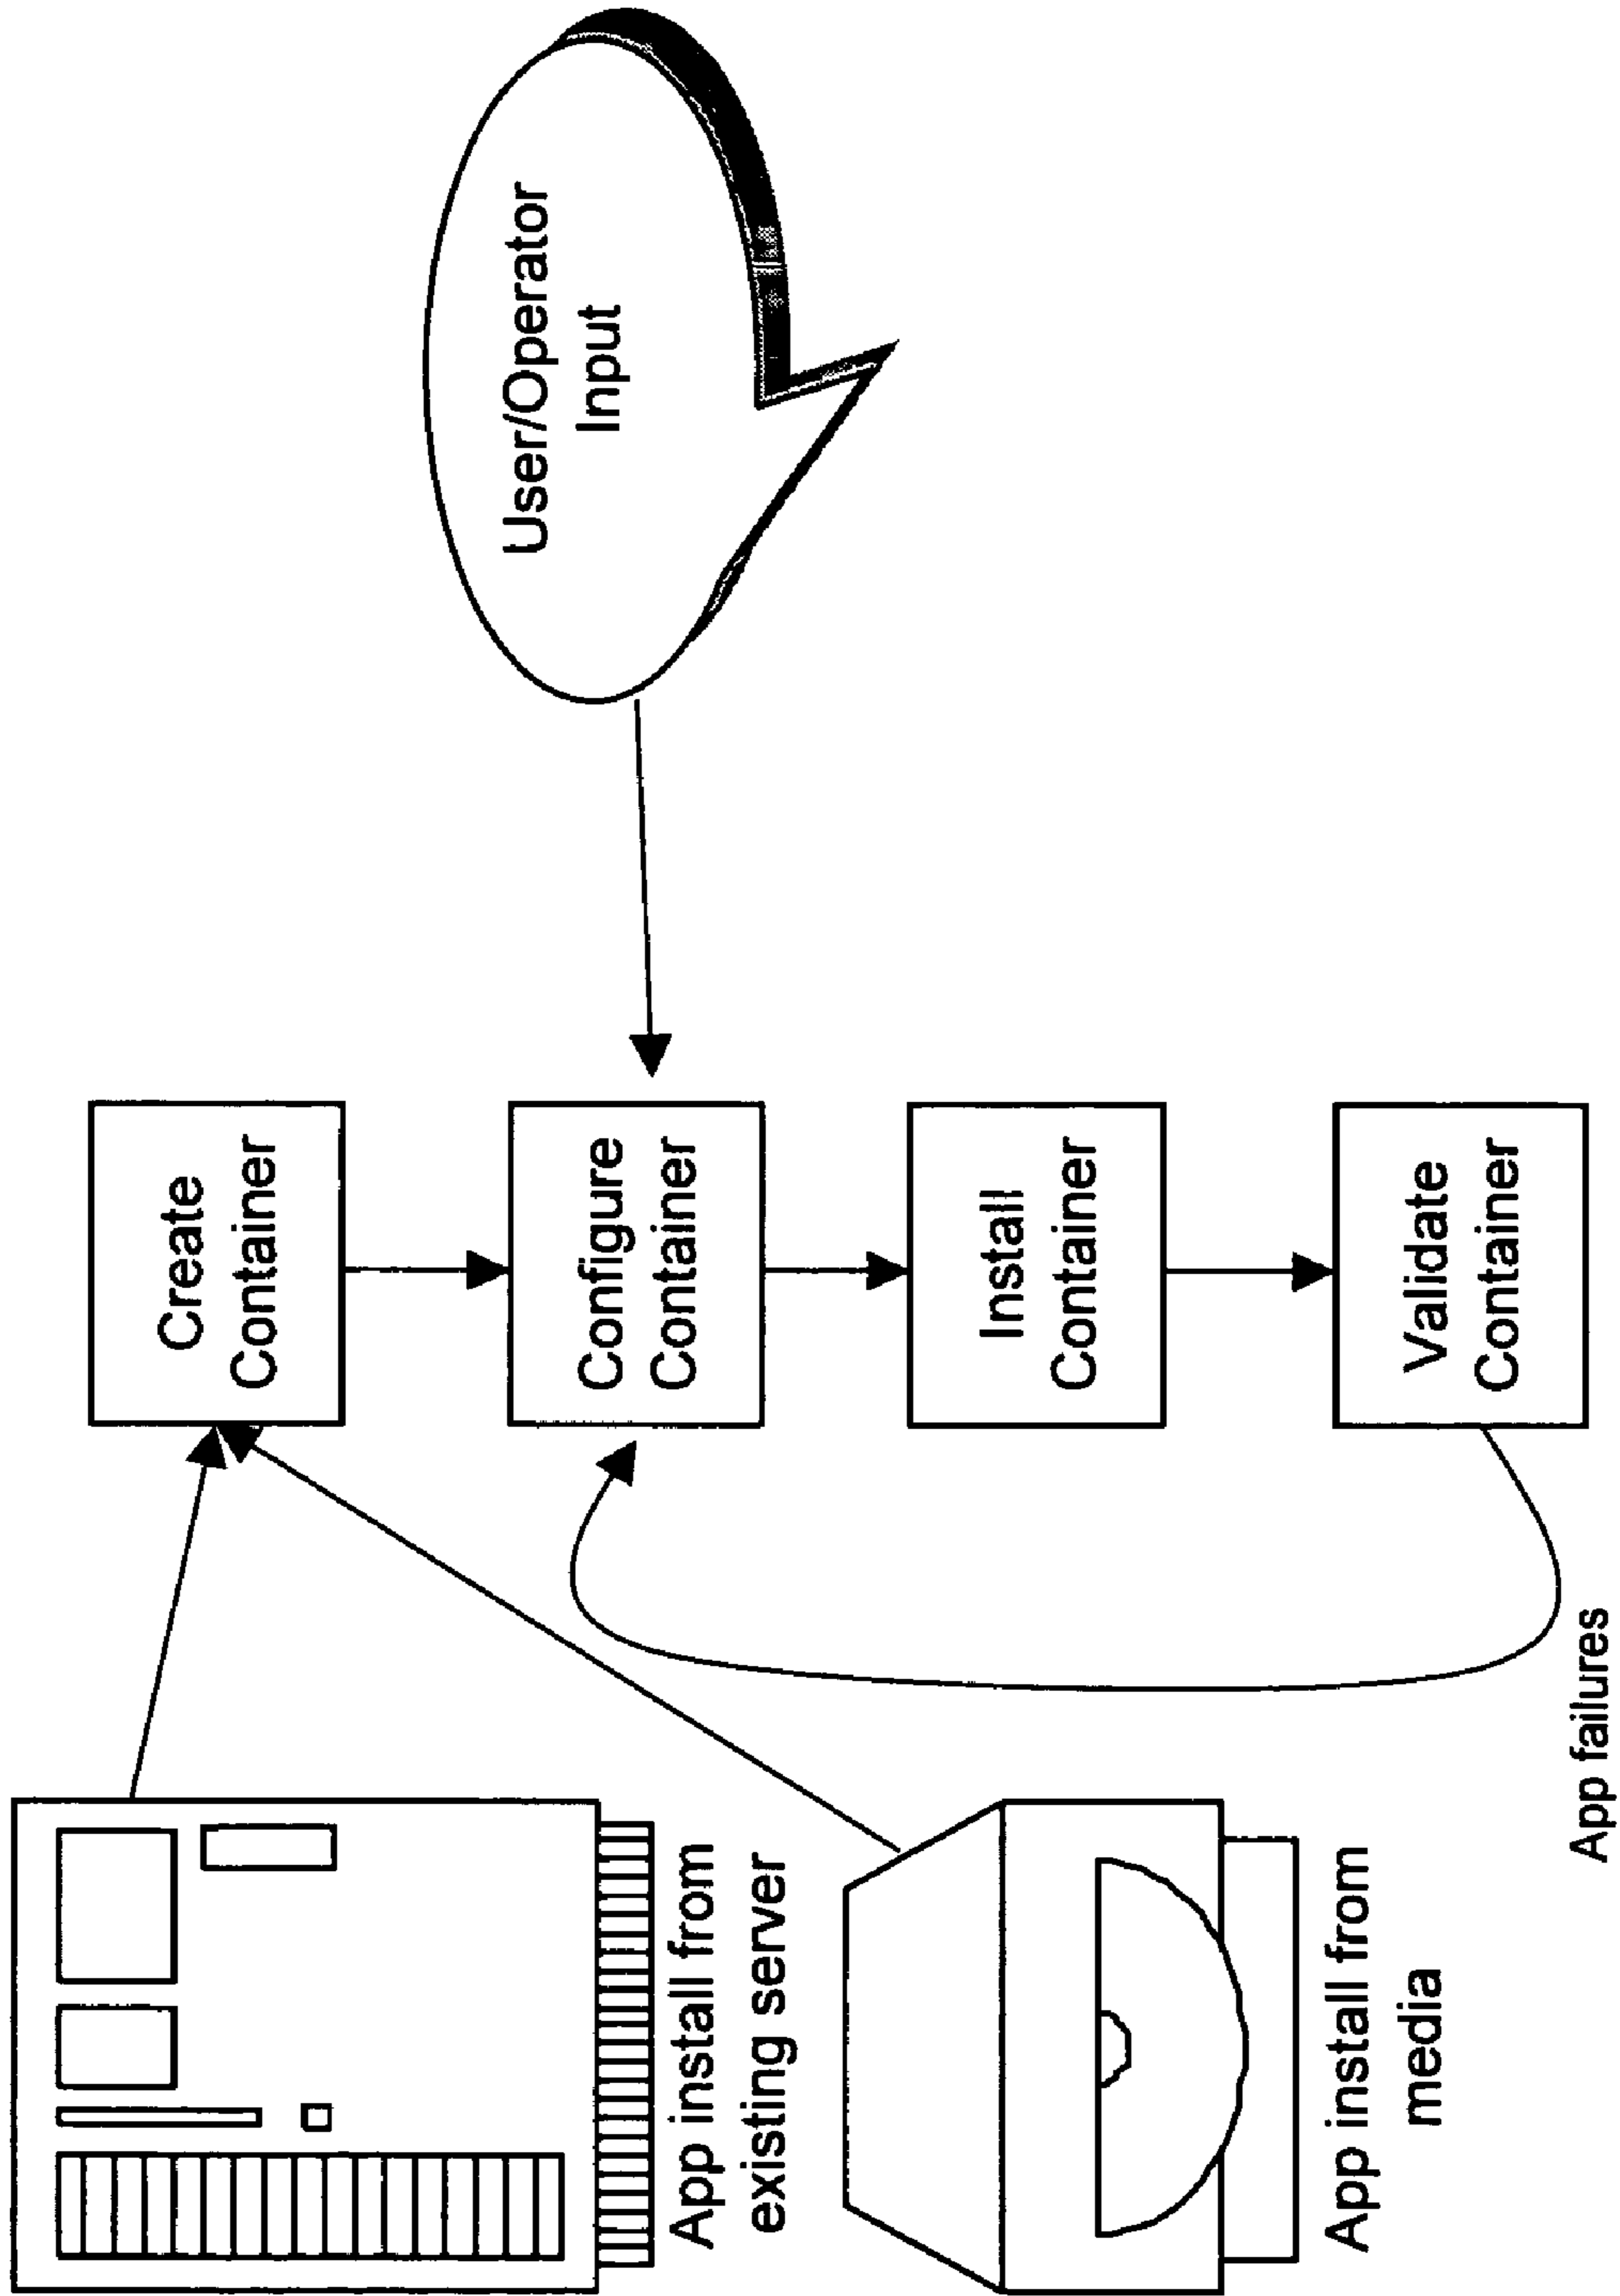 App install from
existing server
App install from
media
App failures
Create
Container
Configure
Container
Install
Container
Validate
Container
User/Operator
Input